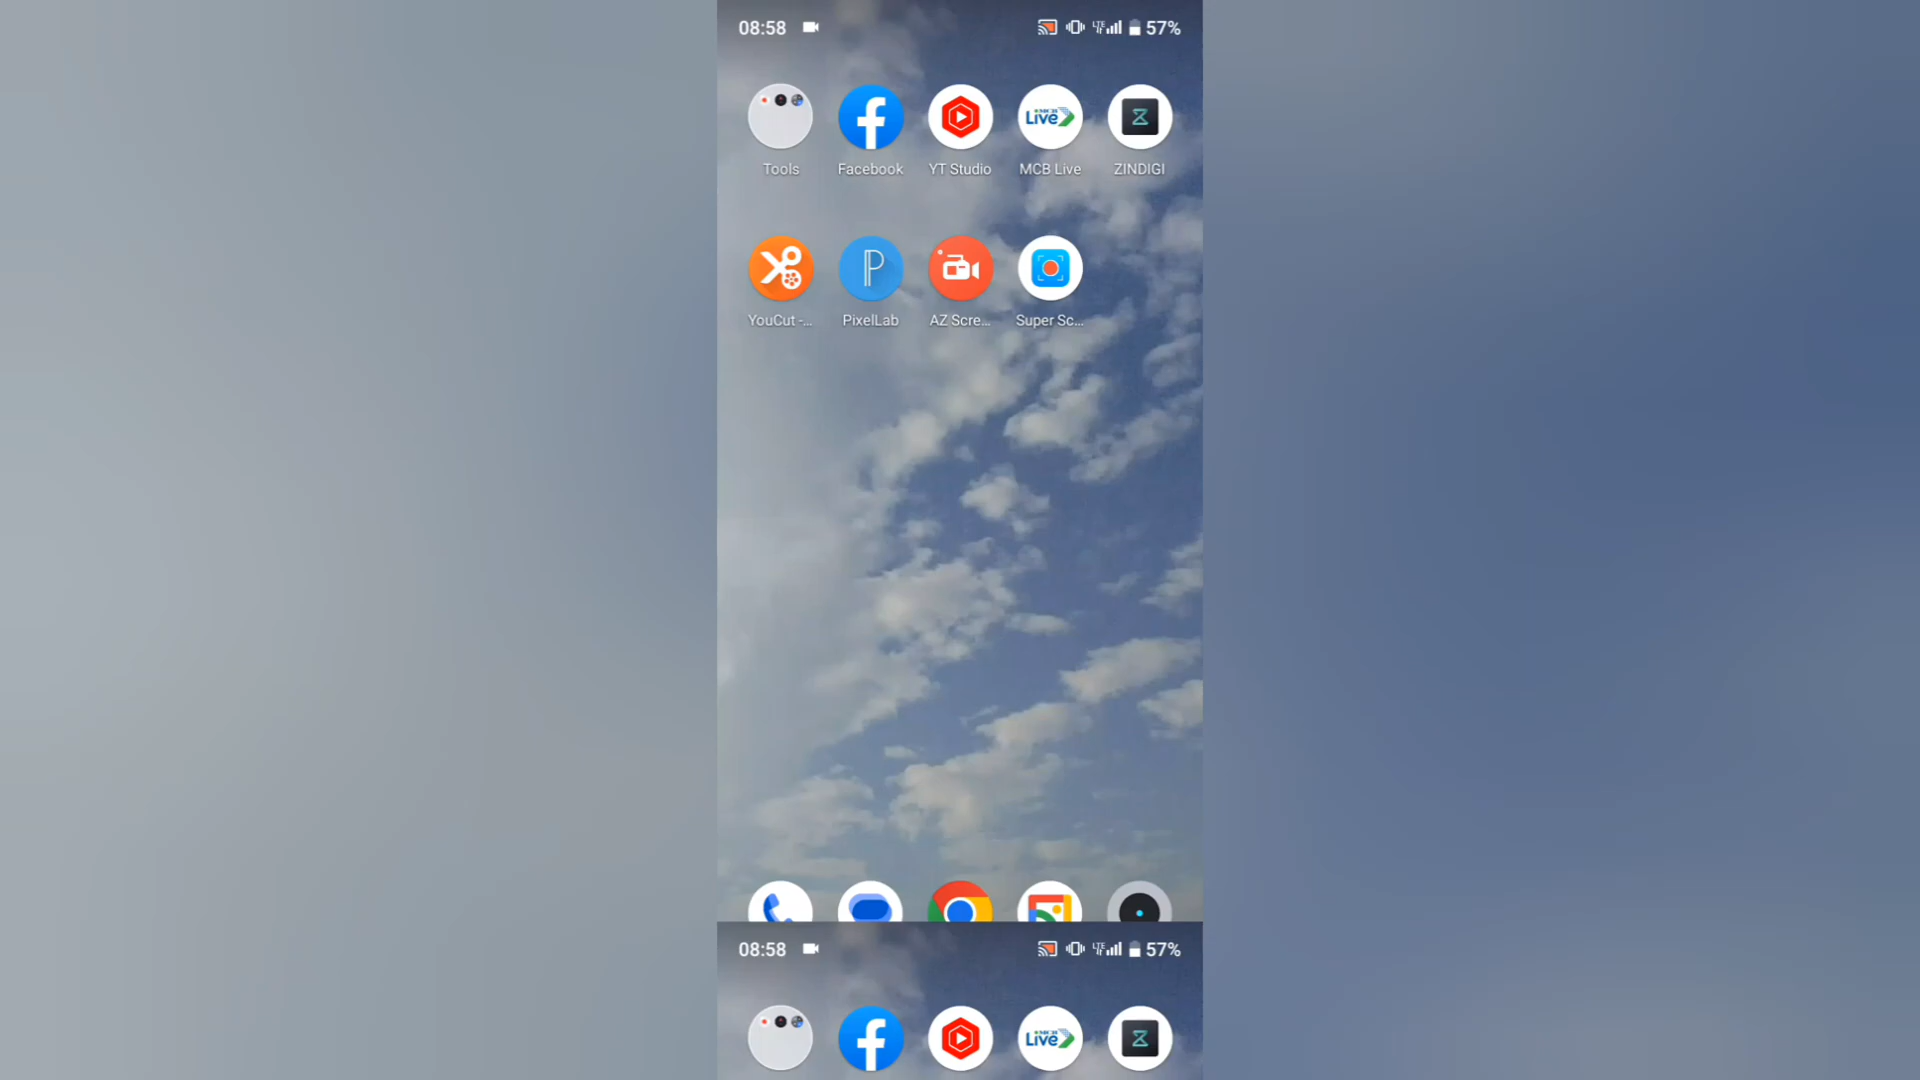 08:58 57%
Tools Facebook YT Studio MCB Live ZINDIGI
YouCut -... PixelLab AZ Scre... Super Sc...
08:58 57%